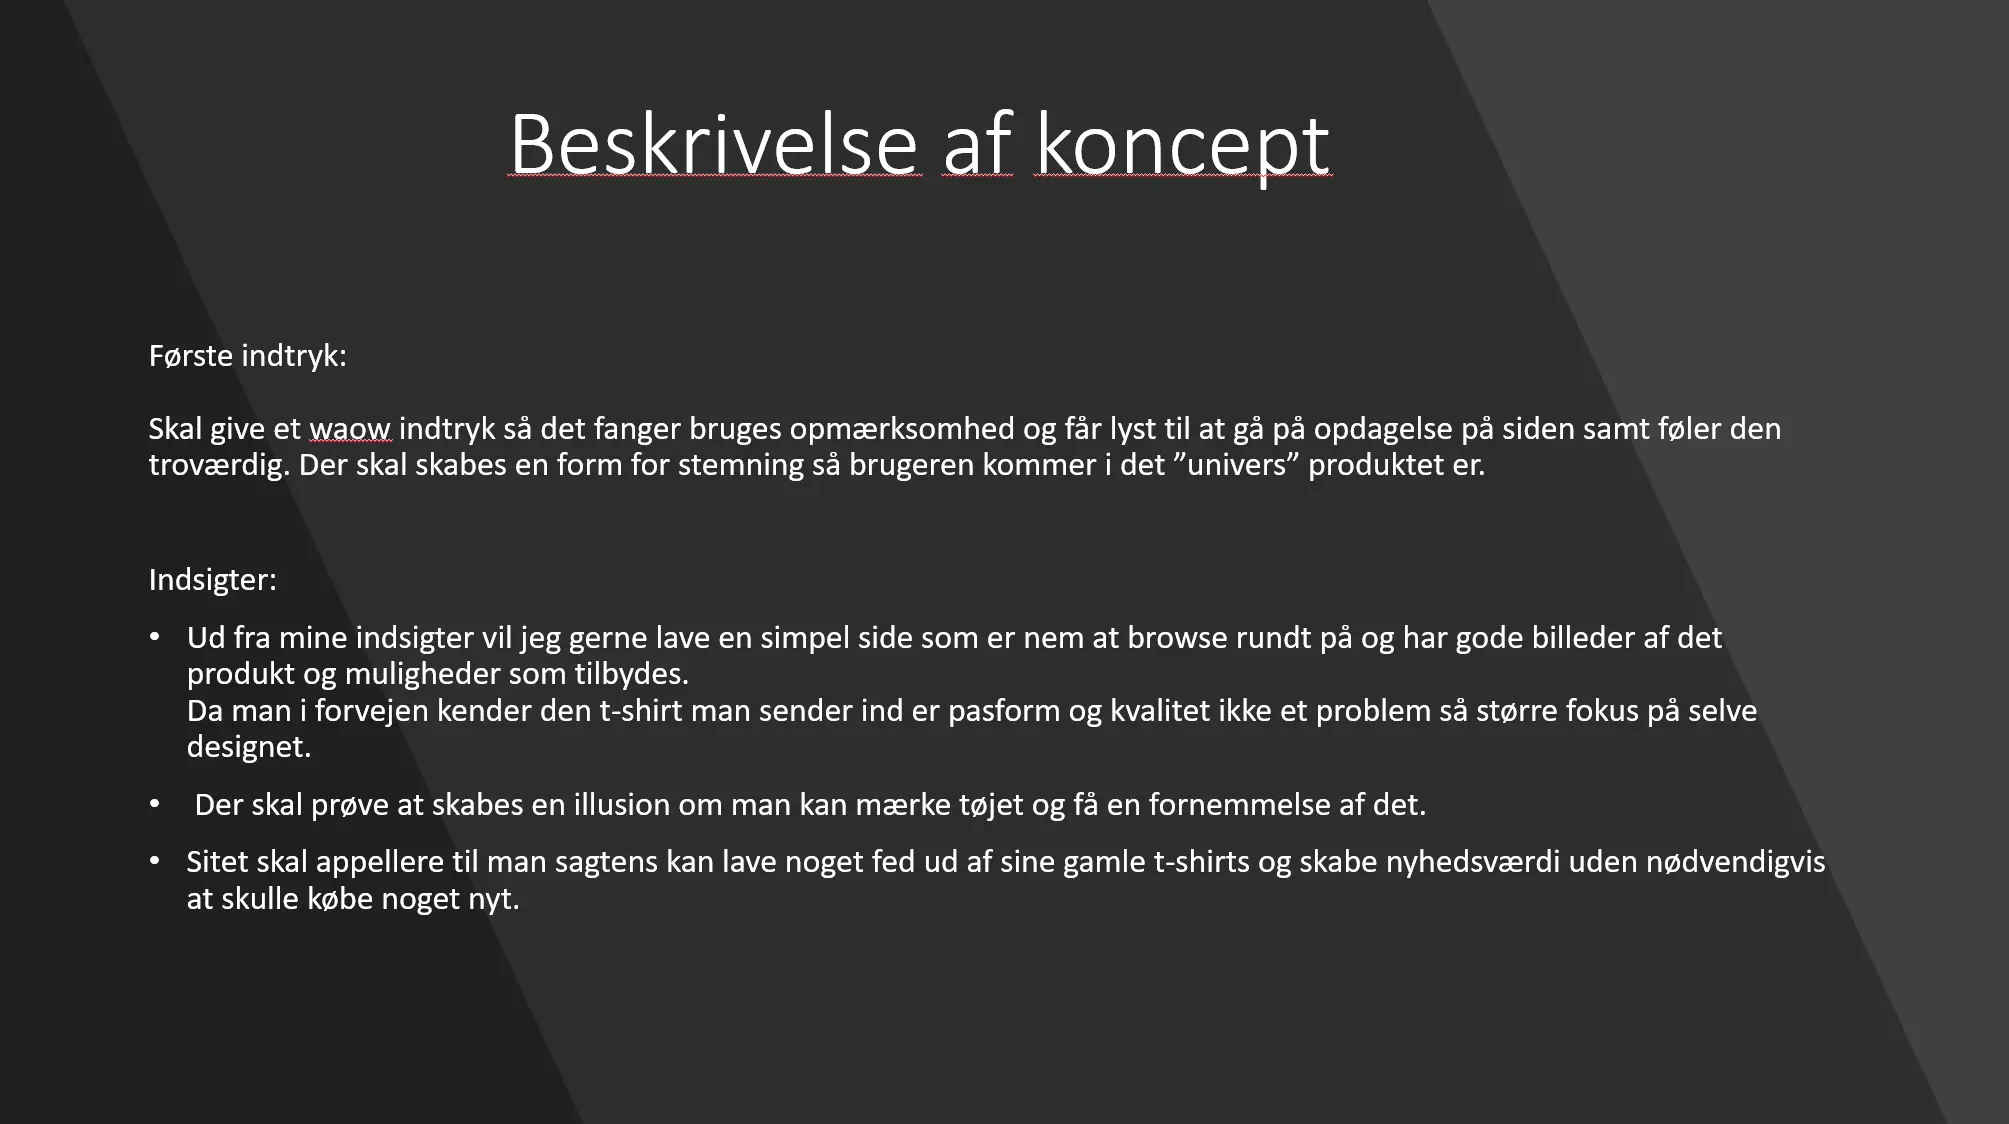 Beskrivelse af koncept
Første indtryk:
Skal give et waow indtryk så det fanger bruges opmærksomhed og får lyst til at gå på opdagelse på siden samt føler den
troværdig. Der skal skabes en form for stemning så brugeren kommer i det ”univers” produktet er.
Indsigter:
• Ud fra mine indsigter vil jeg gerne lave en simpel side som er nem at browse rundt på og har gode billeder af det
produkt og muligheder som tilbydes.
Da man i forvejen kender den t-shirt man sender ind er pasform og kvalitet ikke et problem så større fokus på selve
designet.
• Der skal prøve at skabes en illusion om man kan mærke tøjet og få en fornemmelse af det.
• Sitet skal appellere til man sagtens kan lave noget fed ud af sine gamle t-shirts og skabe nyhedsværdi uden nødvendigvis
at skulle købe noget nyt.